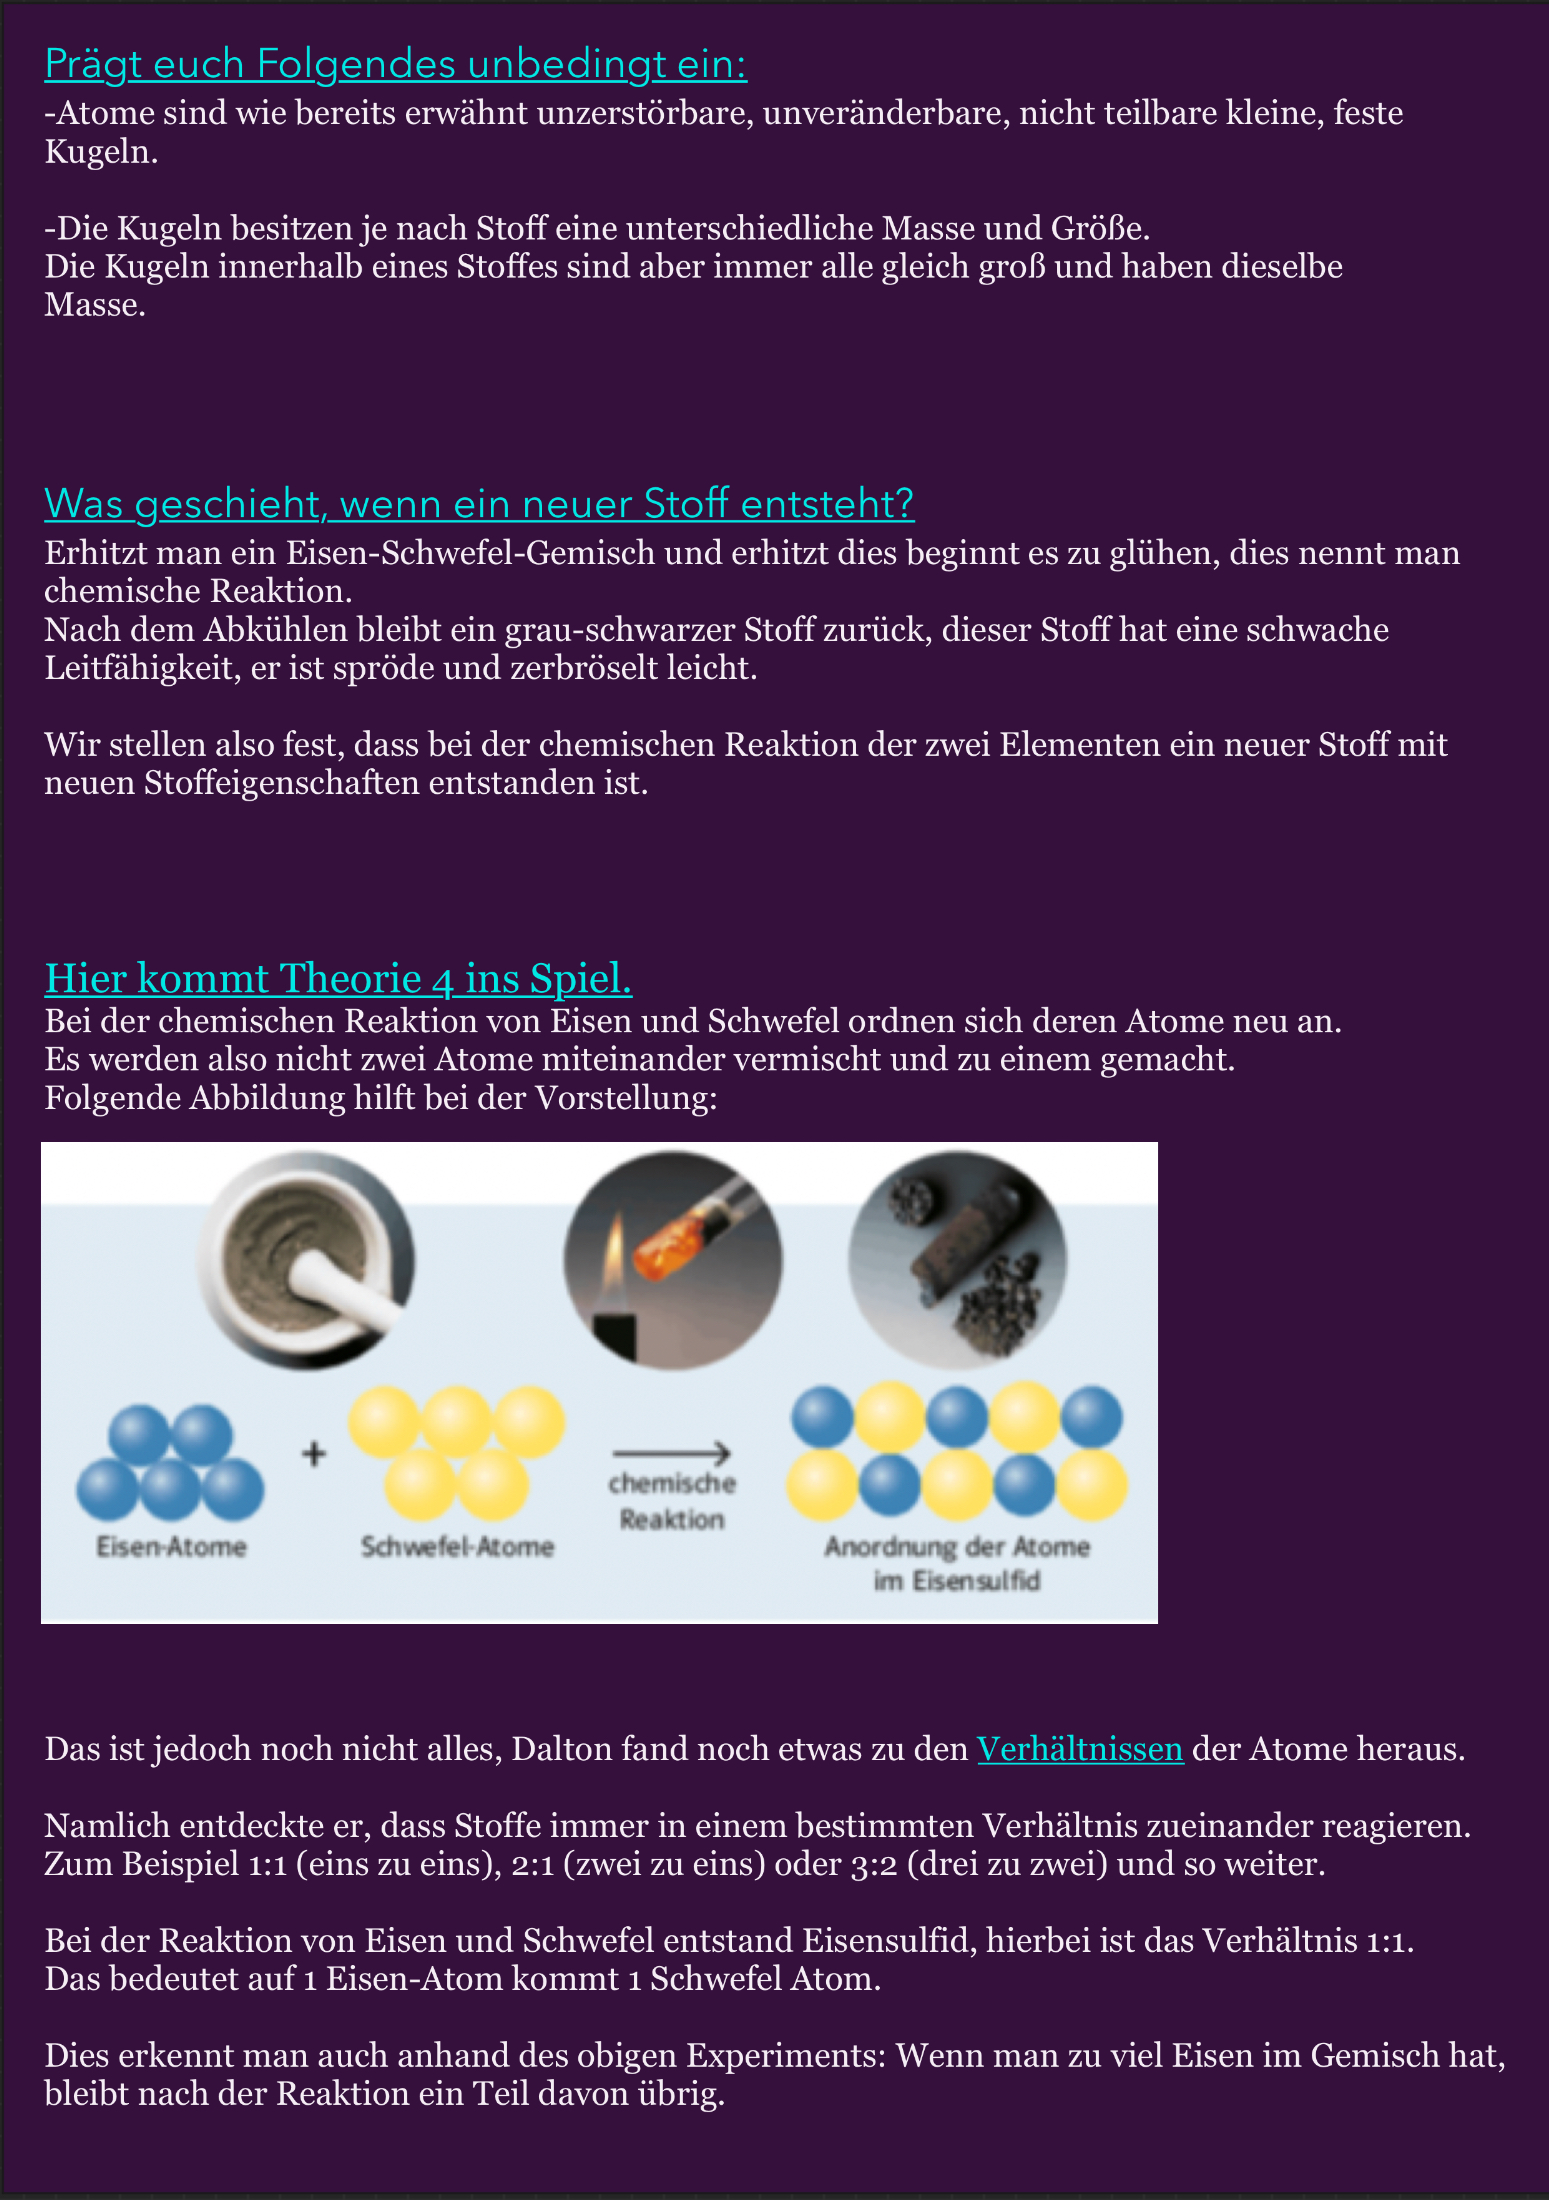 Prägt euch Folgendes unbedingt ein:
-Atome sind wie bereits erwähnt unzerstörbare, unveränderbare, nicht teilbare kleine, feste
Kugeln.
-Die Kugeln besitzen je nach Stoff eine unterschiedliche Masse und Größe.
Die Kugeln innerhalb eines Stoffes sind aber immer alle gleich groß und haben dieselbe
Masse.
Was geschieht, wenn ein neuer Stoff entsteht?
Erhitzt man ein Eisen-Schwefel-Gemisch und erhitzt dies beginnt es zu glühen, dies nennt man
chemische Reaktion.
Nach dem Abkühlen bleibt ein grau-schwarzer Stoff zurück, dieser Stoff hat eine schwache
Leitfähigkeit, er ist spröde und zerbröselt leicht.
Wir stellen also fest, dass bei der chemischen Reaktion der zwei Elementen ein neuer Stoff mit
neuen Stoffeigenschaften entstanden ist.
Hier kommt Theorie 4 ins Spiel.
Bei der chemischen Reaktion von Eisen und Schwefel ordnen sich deren Atome neu an.
Es werden also nicht zwei Atome miteinander vermischt und zu einem gemacht.
Folgende Abbildung hilft bei der Vorstellung:
+
chemische
Reaktion
Eisen-Atome
Schwefel-Atome
Anordnung der Atome
im Eisensulfid
Das ist jedoch noch nicht alles, Dalton fand noch etwas zu den Verhältnissen der Atome heraus.
Namlich entdeckte er, dass Stoffe immer in einem bestimmten Verhältnis zueinander reagieren.
Zum Beispiel 1:1 (eins zu eins), 2:1 (zwei zu eins) oder 3:2 (drei zu zwei) und so weiter.
Bei der Reaktion von Eisen und Schwefel entstand Eisensulfid, hierbei ist das Verhältnis 1:1.
Das bedeutet auf 1 Eisen-Atom kommt 1 Schwefel Atom.
Dies erkennt man auch anhand des obigen Experiments: Wenn man zu viel Eisen im Gemisch hat,
bleibt nach der Reaktion ein Teil davon übrig.